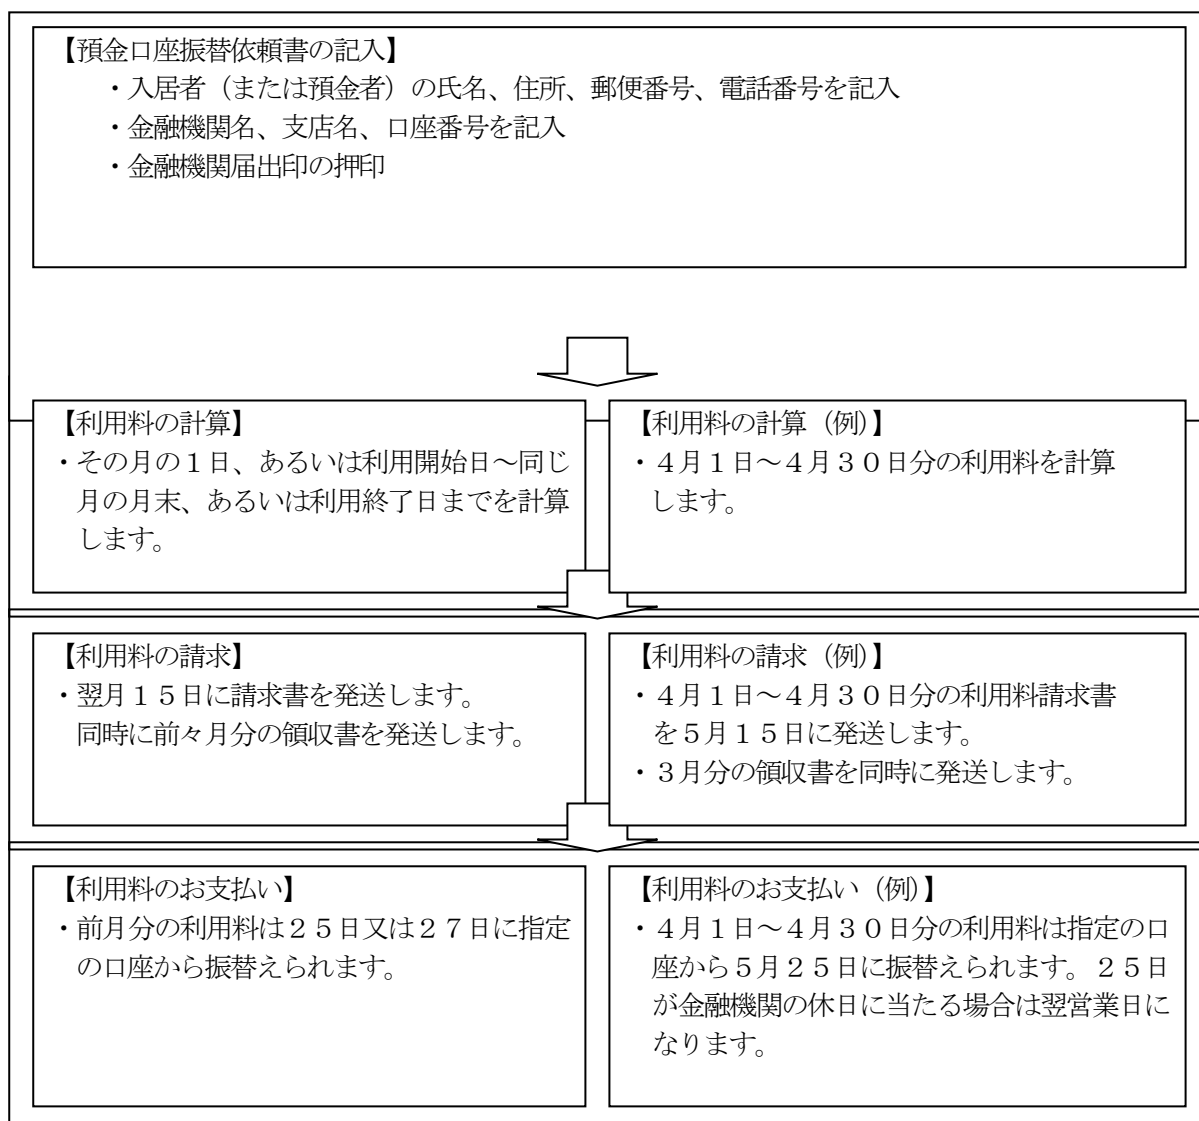 【預金口座振替依頼書の記入】
・入居者（または預金者）の氏名、住所、郵便番号、電話番号を記入
・金融機関名、支店名、口座番号を記入
・金融機関届出印の押印
【利用料の計算】
・その月の１日、あるいは利用開始日～同じ
月の月末、あるいは利用終了日までを計算
します。
【利用料の計算（例）】
・４月１日～４月３０日分の利用料を計算
します。
【利用料の請求】
・翌月１５日に請求書を発送します。
同時に前々月分の領収書を発送します。
【利用料の請求（例）】
・４月１日～４月３０日分の利用料請求書
を５月１５日に発送します。
・３月分の領収書を同時に発送します。
【利用料のお支払い】
・前月分の利用料は２５日又は２７日に指定
の口座から振替えられます。
【利用料のお支払い（例）】
・４月１日～４月３０日分の利用料は指定の口
座から５月２５日に振替えられます。２５日
が金融機関の休日に当たる場合は翌営業日に
なります。